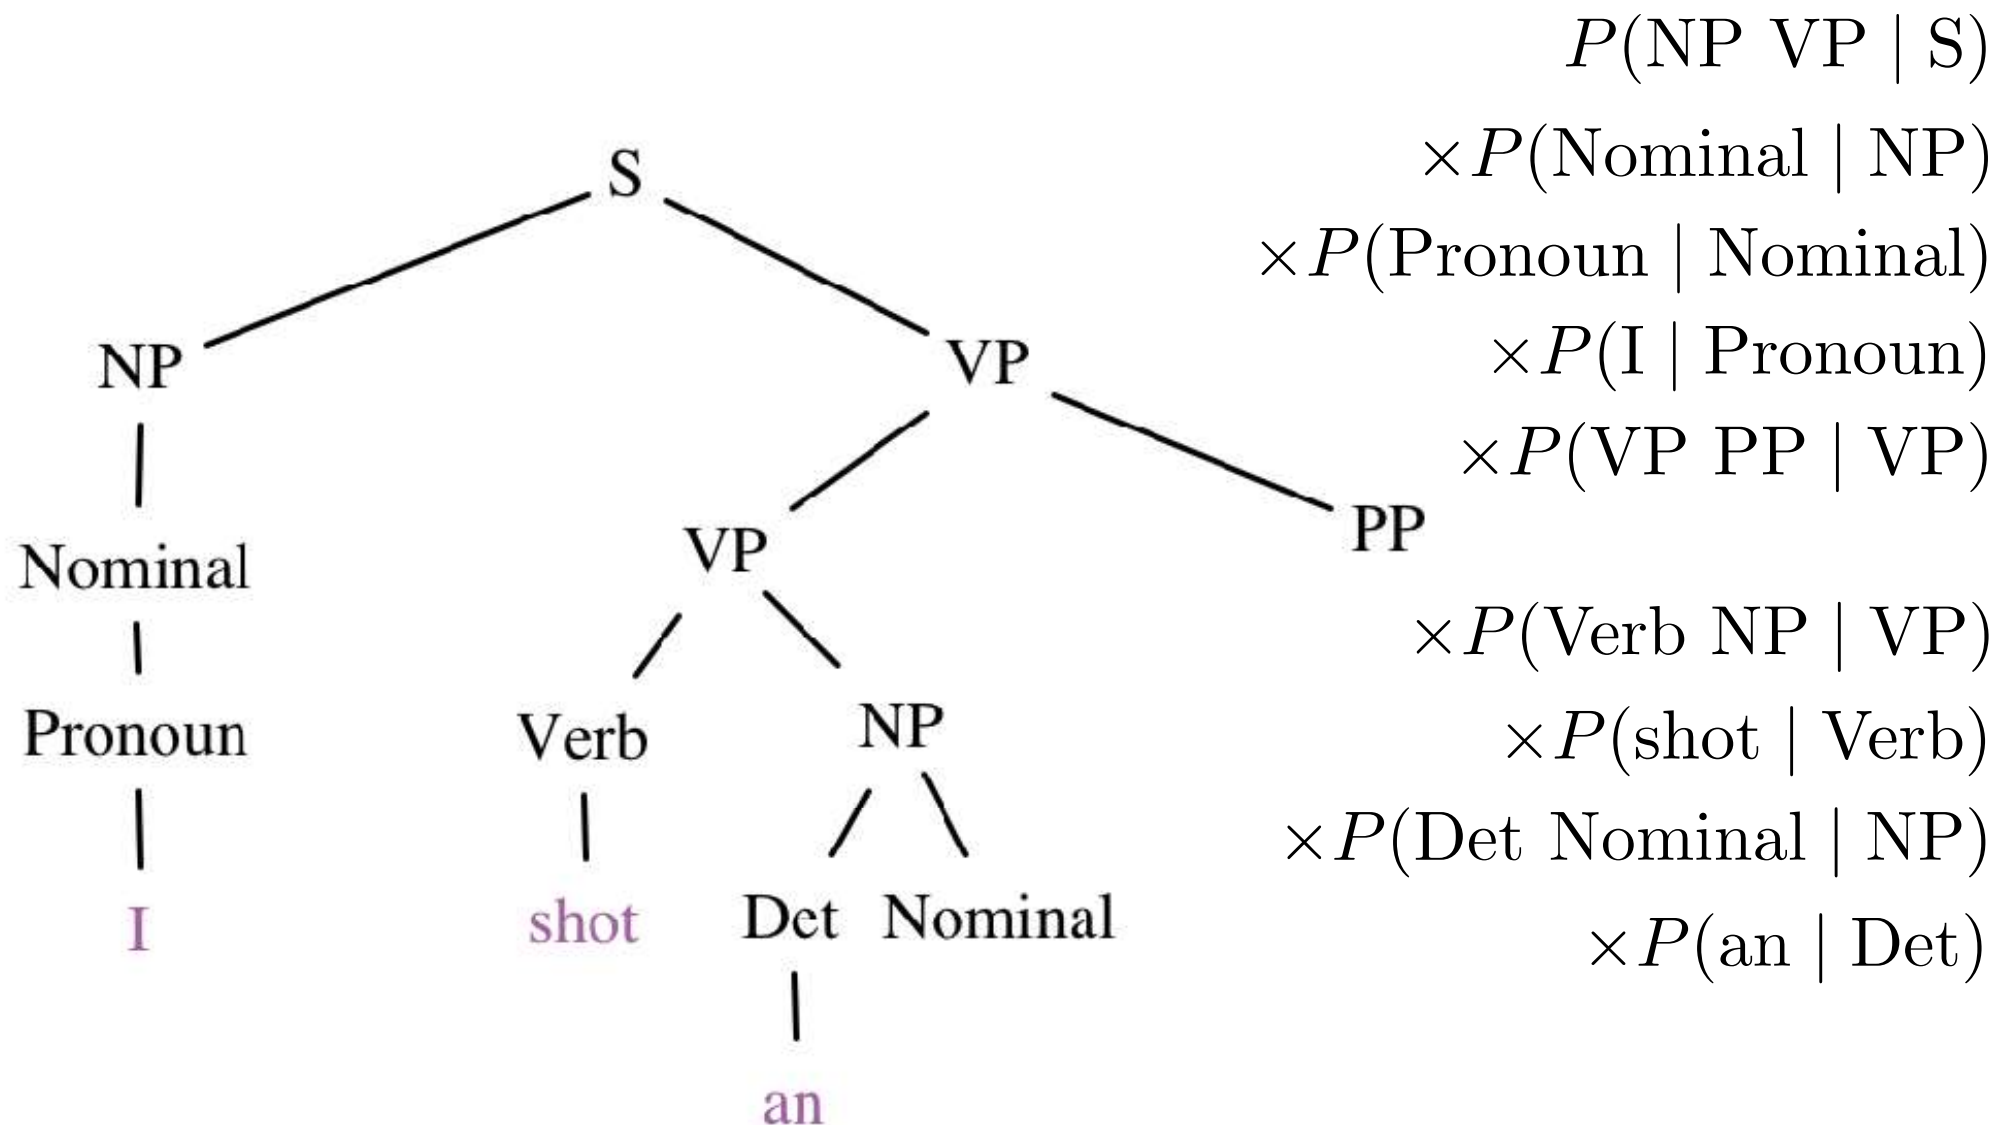 P(NP VP | S)
×P(Nominal | NP)
S
×P(Pronoun | Nominal)
NP VP
×P(I | Pronoun)
×P(VP PP | VP)
Nominal VP PP
×P(Verb NP | VP)
Pronoun Verb NP
×P(shot | Verb)
×P(Det Nominal | NP)
I shot Det Nominal
×P(an | Det)
an